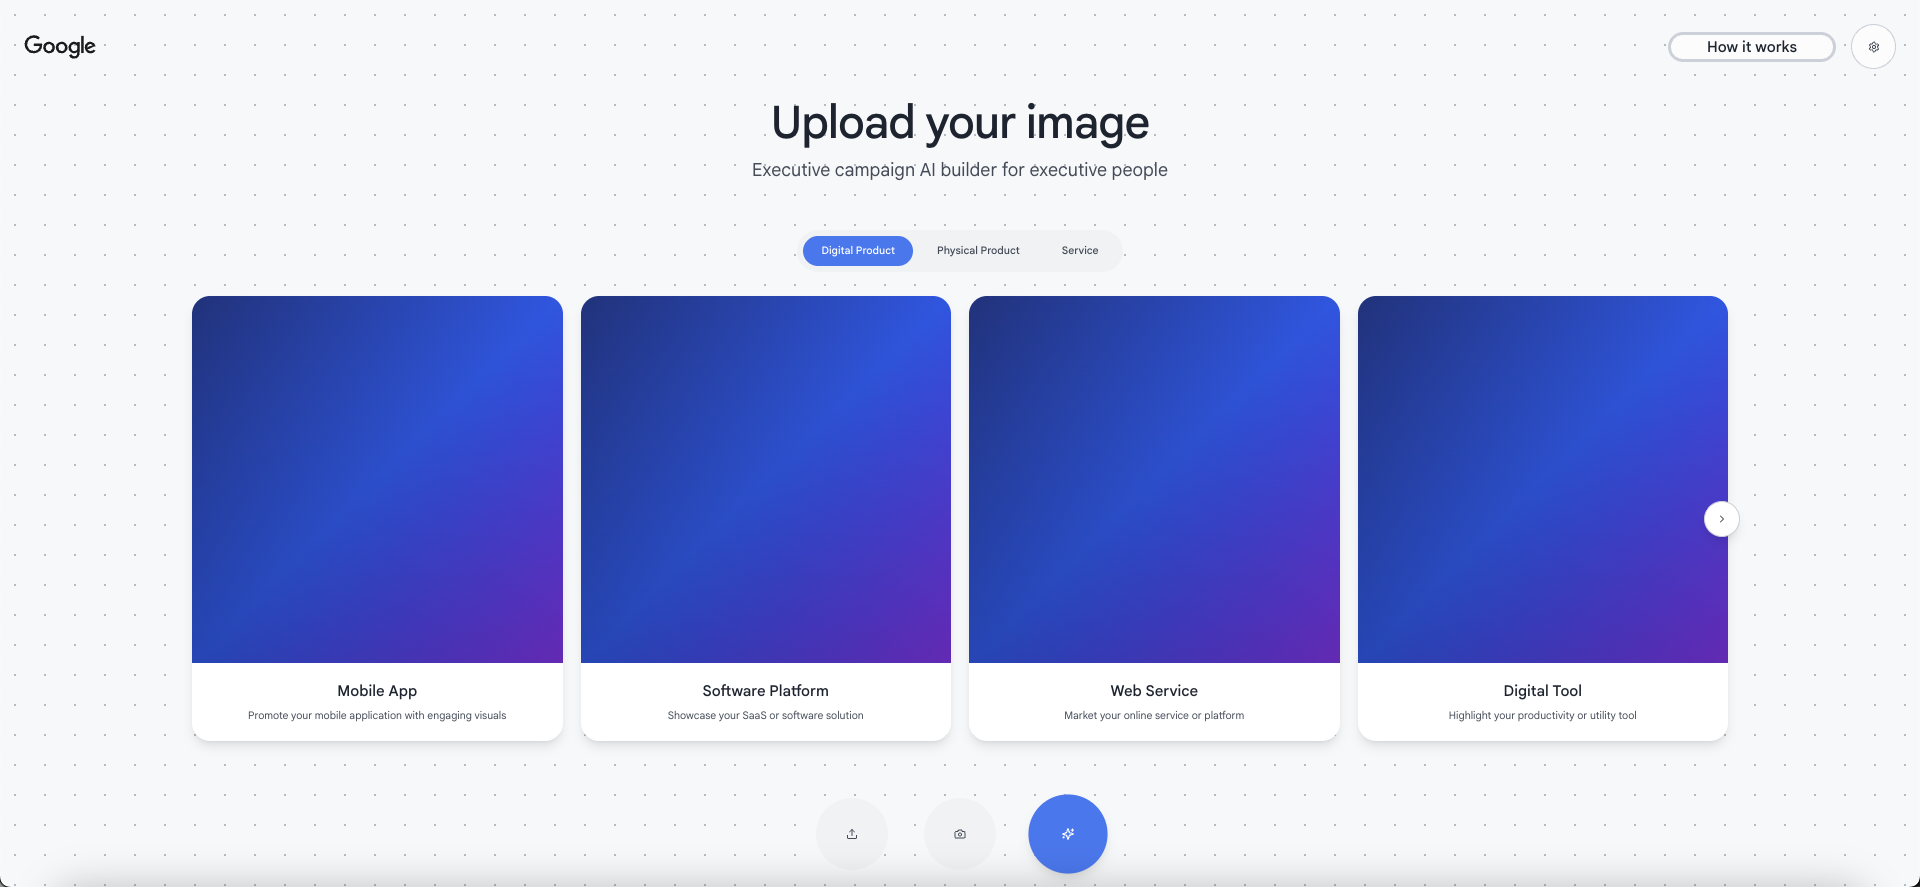 Google
How it works
Upload your image
Executive campaign AI builder for executive people
Digital Product
Physical Product
Service
Mobile App
Promote your mobile application with engaging visuals
Software Platform
Showcase your SaaS or software solution
Web Service
Market your online service or platform
Digital Tool
Highlight your productivity or utility tool